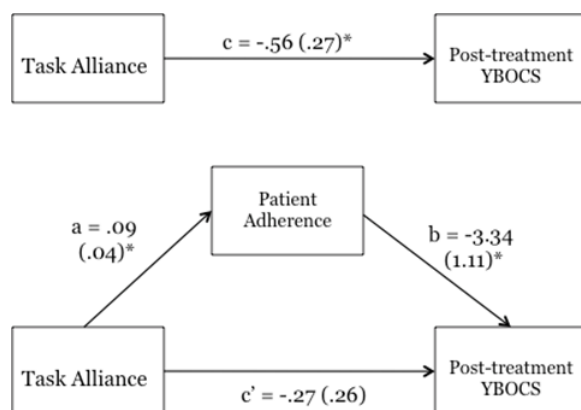 c = -.56 (.27)*
Task Alliance
Post-treatment
YBOCS
Patient
Adherence
a = .09
(.04)*
b = -3.34
(1.11)*
Task Alliance
Post-treatment
YBOCS
c’ = -.27 (.26)